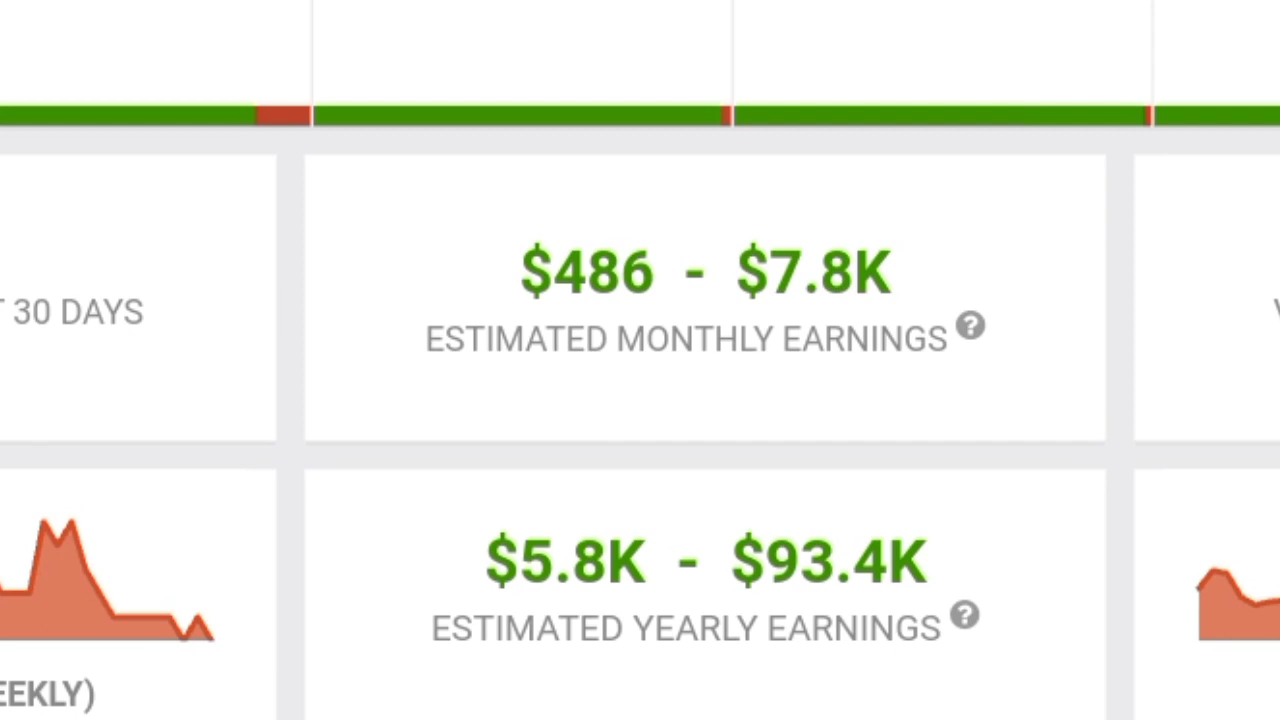 $486 - $7.8K
30 DAYS
ESTIMATED MONTHLY EARNINGS ?
$5.8K - $93.4K
ESTIMATED YEARLY EARNINGS ?
EEKLY)